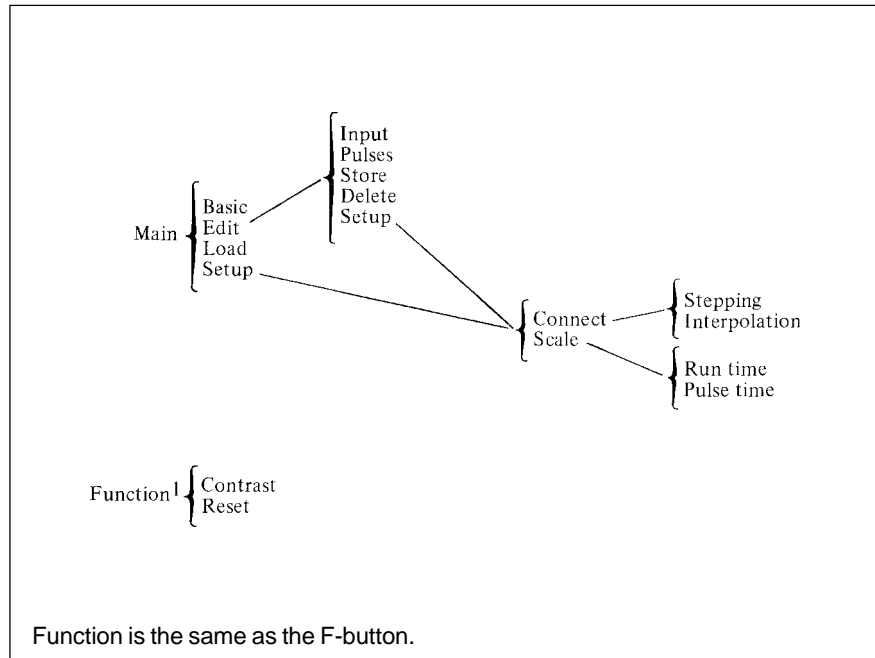 Input
Pulses
Store
Delete
Setup
Main
Basic
Edit
Load
Setup
Connect
Scale
Stepping
Interpolation
Run time
Pulse time
Function1
Contrast
Reset
Function is the same as the F-button.